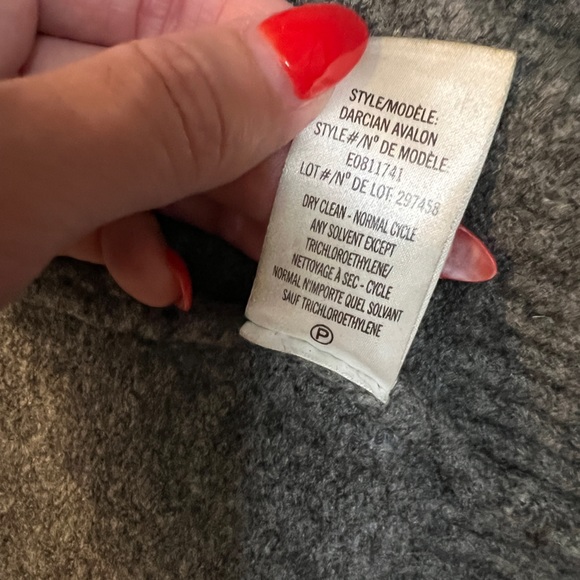 STYLE/MODÈLE:
DARCIAN AVALON
STYLE #/Nº DE MODÈLE:
E0811741
LOT #/Nº DE LOT: 297458
DRY CLEAN - NORMAL CYCLE
ANY SOLVENT EXCEPT
TRICHLOROETHYLENE/
NETTOYAGE À SEC - CYCLE
NORMAL N'IMPORTE QUEL SOLVANT
SAUF TRICHLOROETHYLENE
P